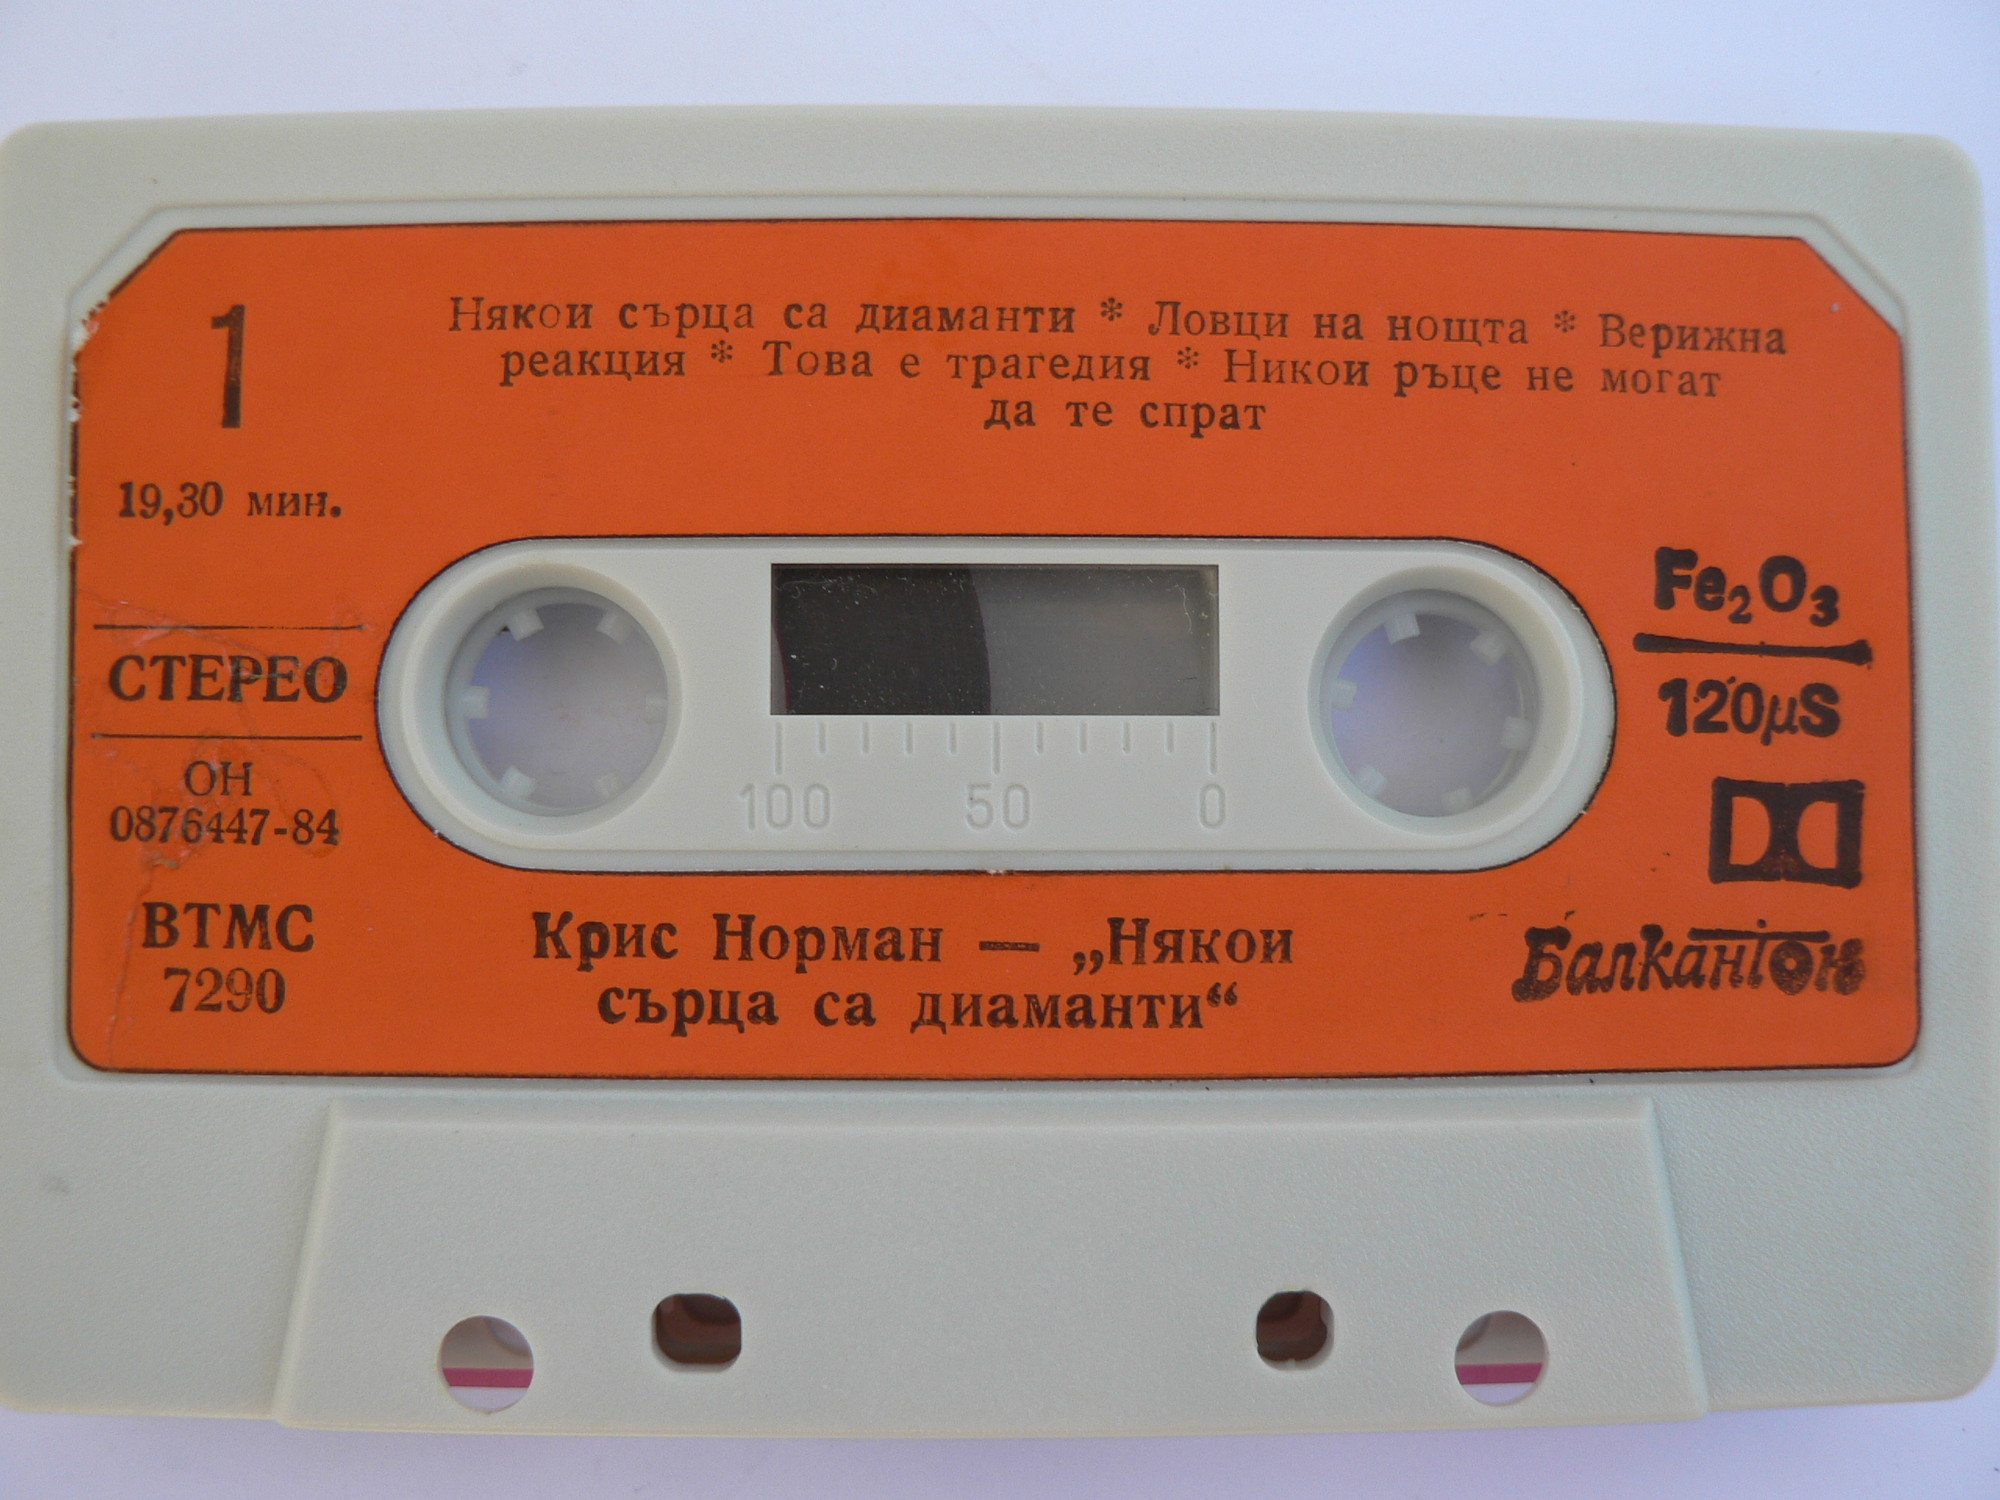 1
Някои сърца са диаманти * Ловци на нощта * Верижна
реакция * Това е трагедия * Никои ръце не могат
да те спрат
19,30 мин.
СТЕРЕО
ОН
0876447-84
ВТМС
7290
100 50 0
Fe₂O₃
120µS
Крис Норман — „Някои
сърца са диаманти“
Балкантон